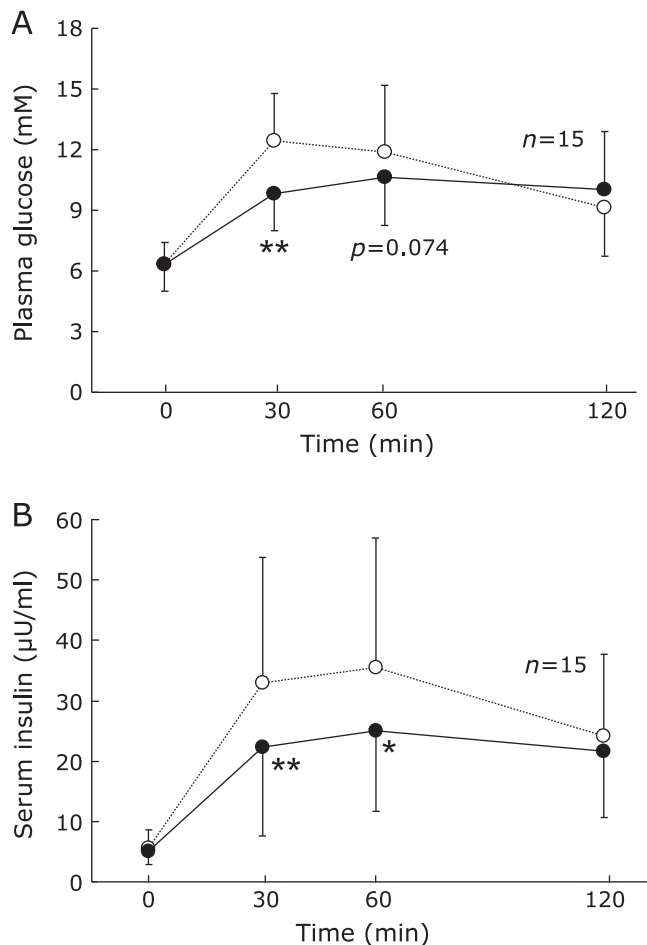 A
Plasma glucose (mM)
18
15
12
9
6
3
0
n=15
**
p=0.074
0 30 60 120
Time (min)
B
Serum insulin (µU/ml)
60
50
40
30
20
10
0
n=15
**
*
0 30 60 120
Time (min)